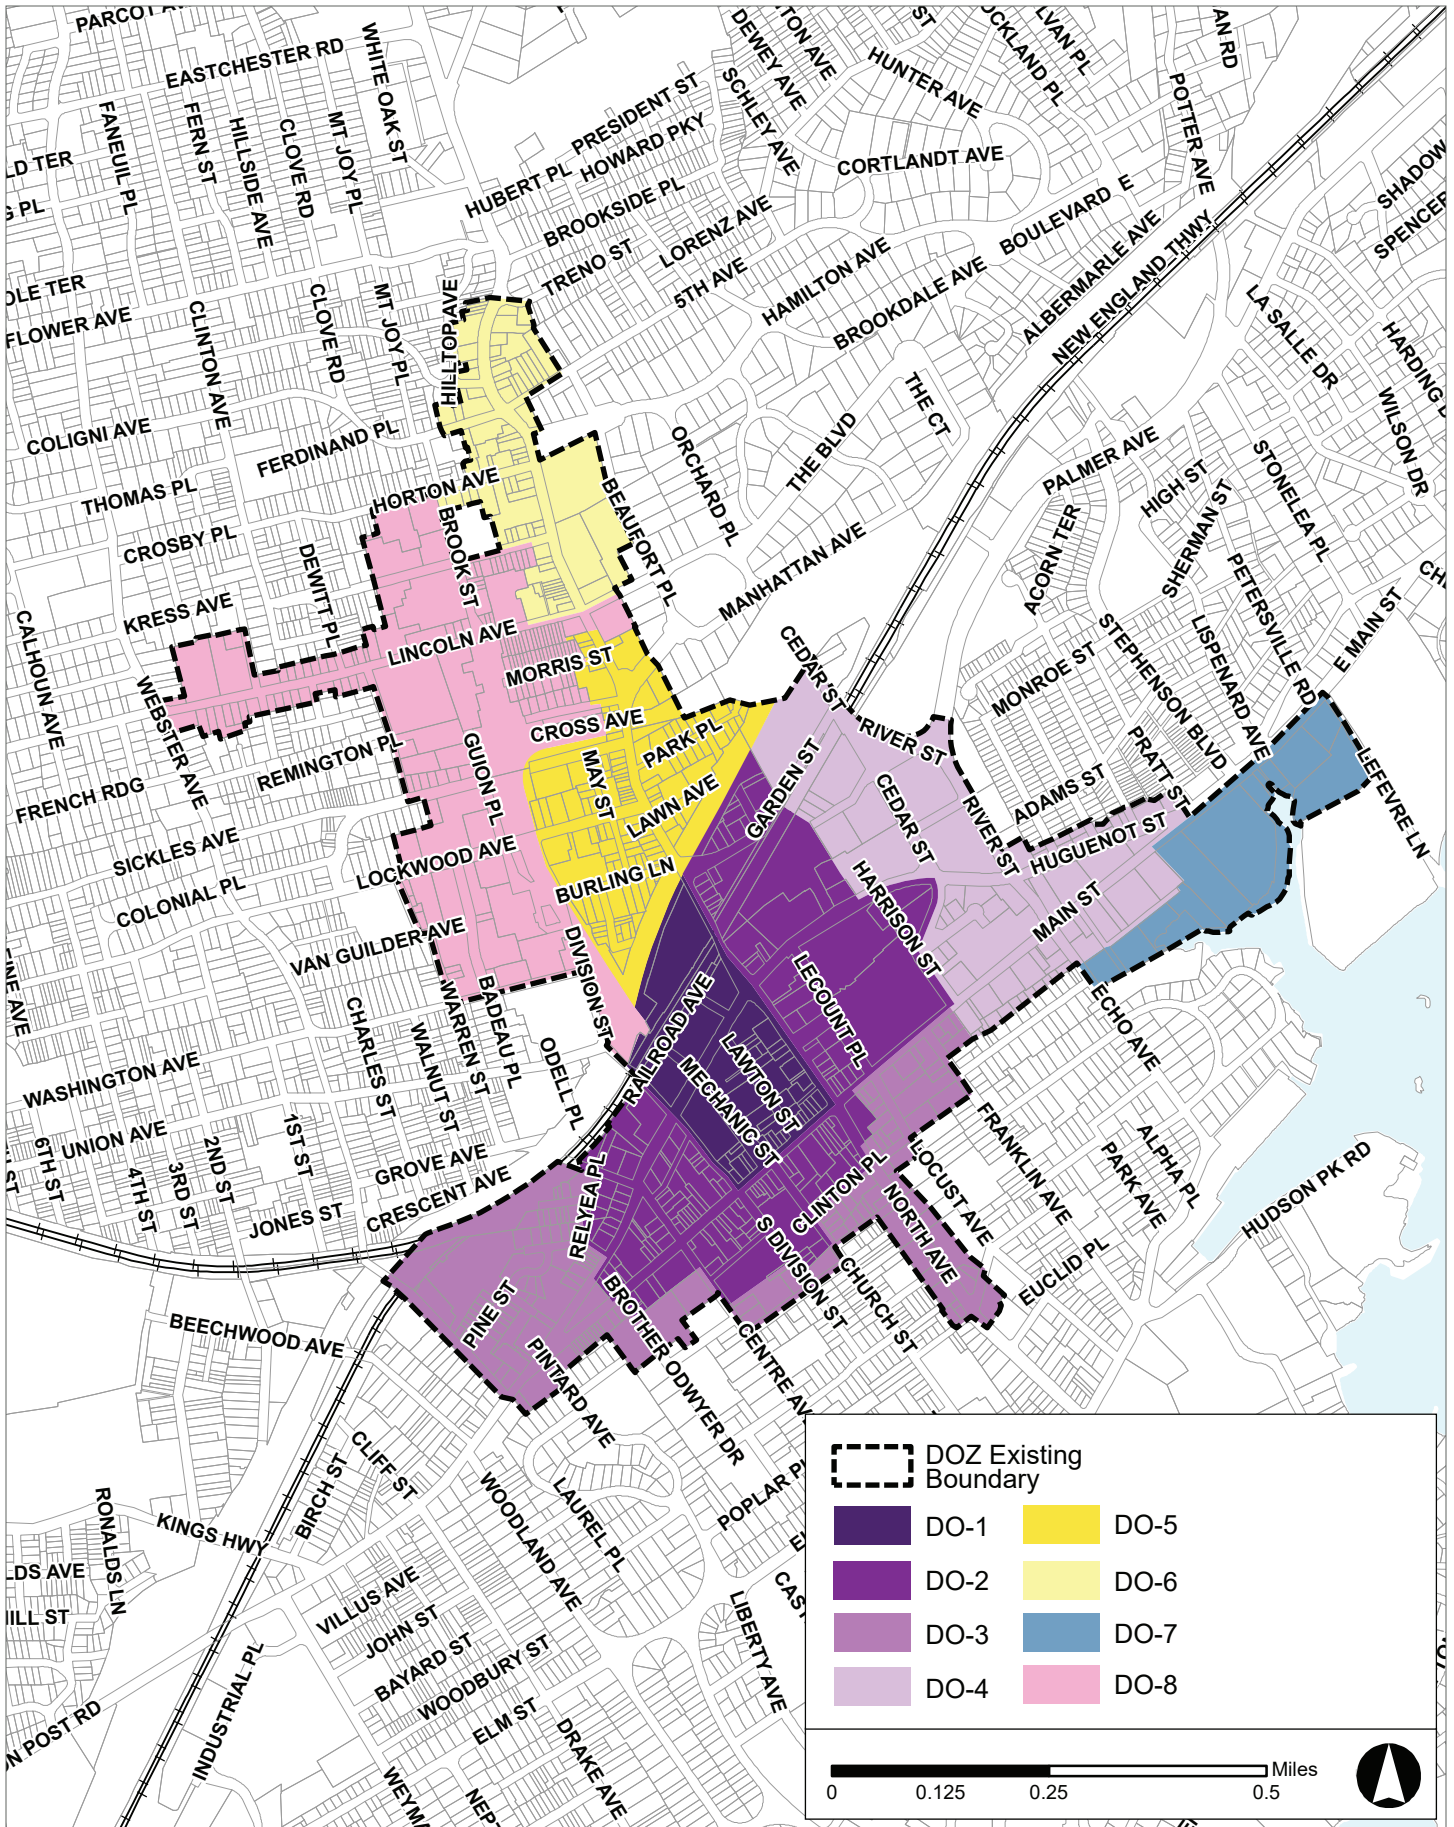 EASTCHESTER RD
WHITE OAK ST
DEWEY AVE
SCHLEY AVE
HUNTER AVE
POTTER AVE
FANEUIL PL
FERN ST
HILLSIDE AVE
CLOVE RD
MT JOY PL
PRESIDENT ST
HOWARD PKY
HUBERT PL
BROOKSIDE PL
CORTLANDT AVE
BOULEVARD E
TRENO ST
LORENZ AVE
5TH AVE
HAMILTON AVE
BROOKDALE AVE
ALBERMARLE AVE
NEW ENGLAND THWY
CLINTON AVE
CLOVE RD
MT JOY PL
HILLTOP AVE
LA SALLE DR
WILSON DR
THE CT
THE BLVD
ORCHARD PL
COLIGNI AVE
FERDINAND PL
THOMAS PL
HORTON AVE
BEAUFORT PL
PALMER AVE
HIGH ST
STONELEA PL
CROSBY PL
DEWITT PL
BROOK ST
MANHATTAN AVE
ACORN TER
SHERMAN ST
PETERSVILLE RD
KRESS AVE
LINCOLN AVE
CALHOUN AVE
WEBSTER AVE
MORRIS ST
CEDAR ST
MONROE ST
STEPHENSON BLVD
LISPENARD AVE
E MAIN ST
CROSS AVE
PARK PL
RIVER ST
REMINGTON PL
GUION PL
MAY ST
LAWN AVE
GARDEN ST
CEDAR ST
RIVER ST
ADAMS ST
PRATT ST
LEFEVRE LN
FRENCH RDG
SICKLES AVE
LOCKWOOD AVE
BURLING LN
HUGUENOT ST
COLONIAL PL
HARRISON ST
MAIN ST
VAN GUILDER AVE
DIVISION ST
RAILROAD AVE
LECOUNT PL
ECHO AVE
CHARLES ST
WALNUT ST
WARREN ST
BADEAU PL
ODELL PL
LAWTON ST
MECHANIC ST
WASHINGTON AVE
UNION AVE
6TH ST
4TH ST
3RD ST
2ND ST
1ST ST
JONES ST
GROVE AVE
CRESCENT AVE
RELYEA PL
CLINTON PL
S DIVISION ST
NORTH AVE
LOCUST AVE
FRANKLIN AVE
PARK AVE
ALPHA PL
HUDSON PK RD
EUCLID PL
CHURCH ST
PINE ST
BROTHER ODWYER DR
CENTRE AV
PINTARD AVE
BEECHWOOD AVE
CLIFF ST
BIRCH ST
KINGS HWY
RONALDS LN
LDS AVE
WOODLAND AVE
LAUREL PL
POPLAR PL
LIBERTY AVE
VILLUS AVE
JOHN ST
BAYARD ST
WOODBURY ST
ELM ST
DRAKE AVE
INDUSTRIAL PL
N POST RD
DOZ Existing
Boundary
DO-1
DO-5
DO-2
DO-6
DO-3
DO-7
DO-4
DO-8
Miles
0
0.125
0.25
0.5